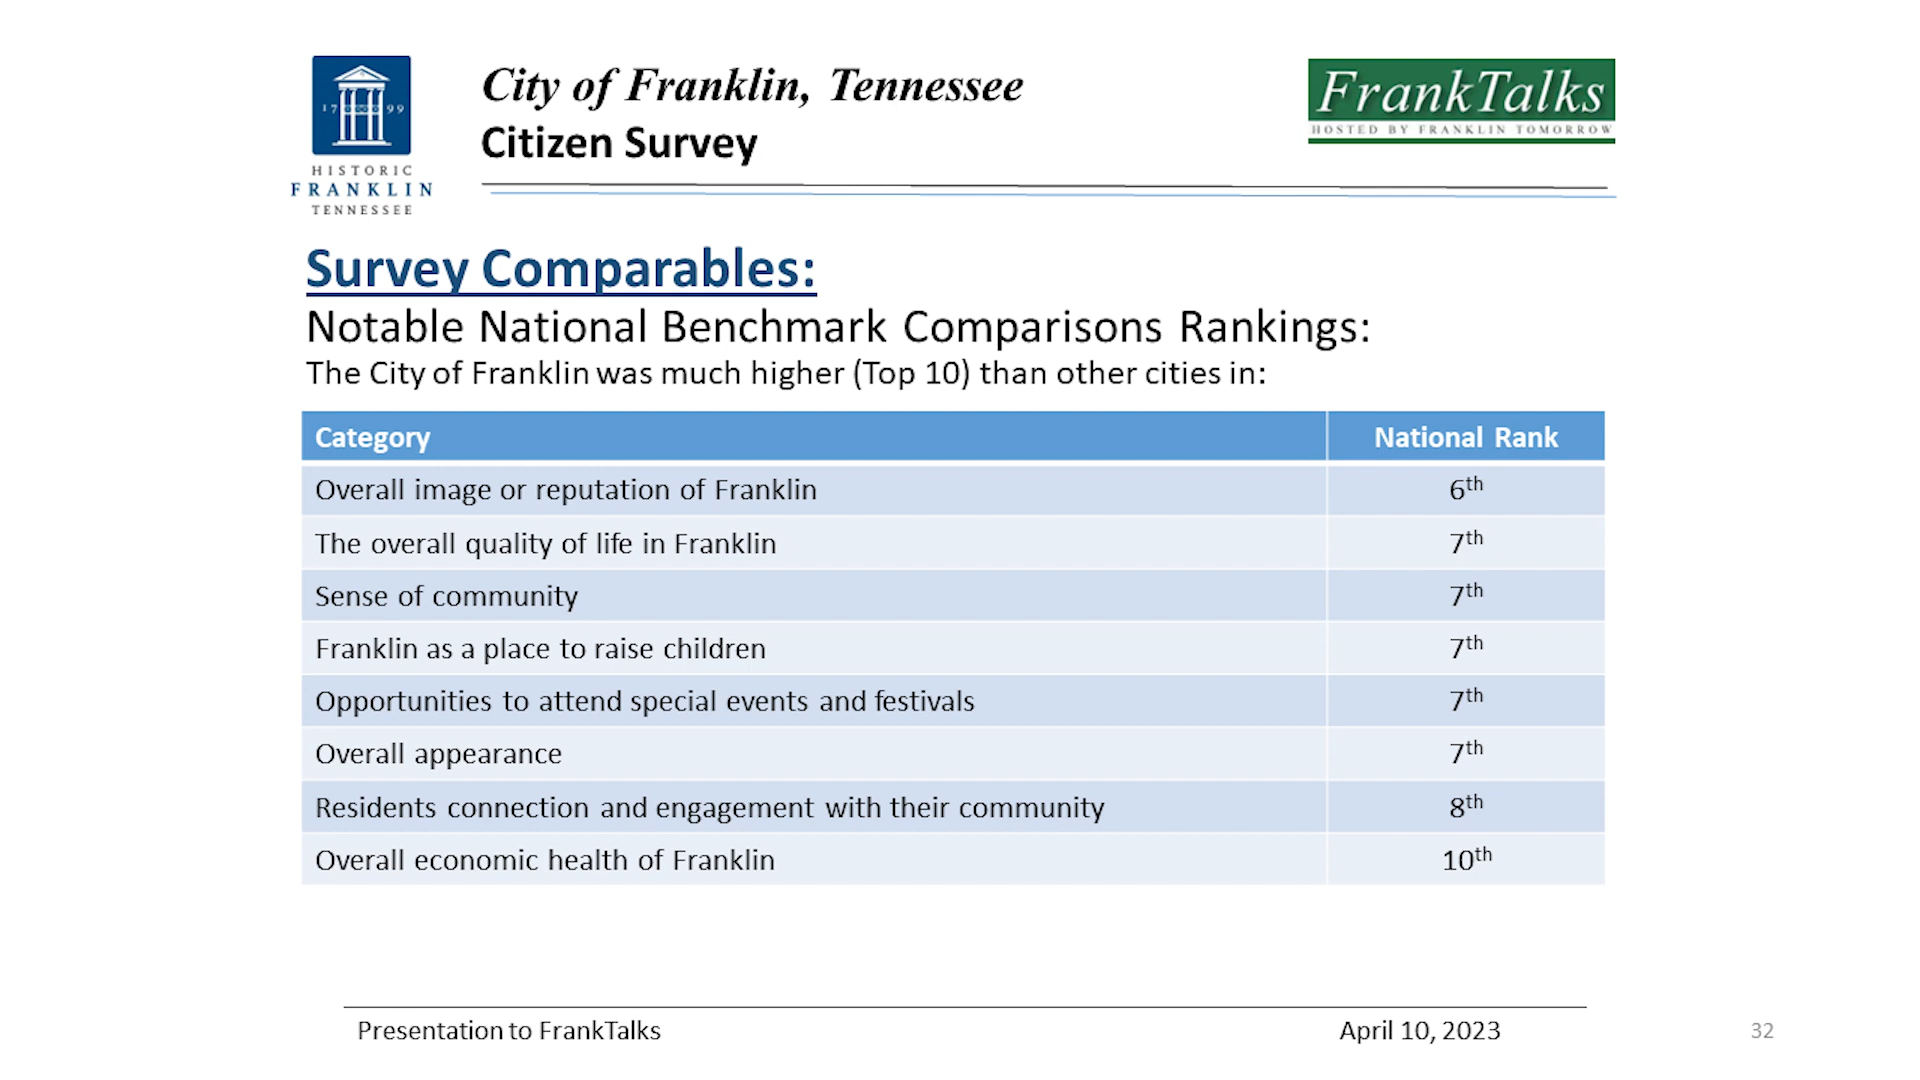 City of Franklin, Tennessee
Citizen Survey
17 99
HISTORIC
FRANKLIN
TENNESSEE
FrankTalks
HOSTED BY FRANKLIN TOMORROW
Survey Comparables:
Notable National Benchmark Comparisons Rankings:
The City of Franklin was much higher (Top 10) than other cities in:
Category National Rank
Overall image or reputation of Franklin 6th
The overall quality of life in Franklin 7th
Sense of community 7th
Franklin as a place to raise children 7th
Opportunities to attend special events and festivals 7th
Overall appearance 7th
Residents connection and engagement with their community 8th
Overall economic health of Franklin 10th
Presentation to FrankTalks April 10, 2023 32